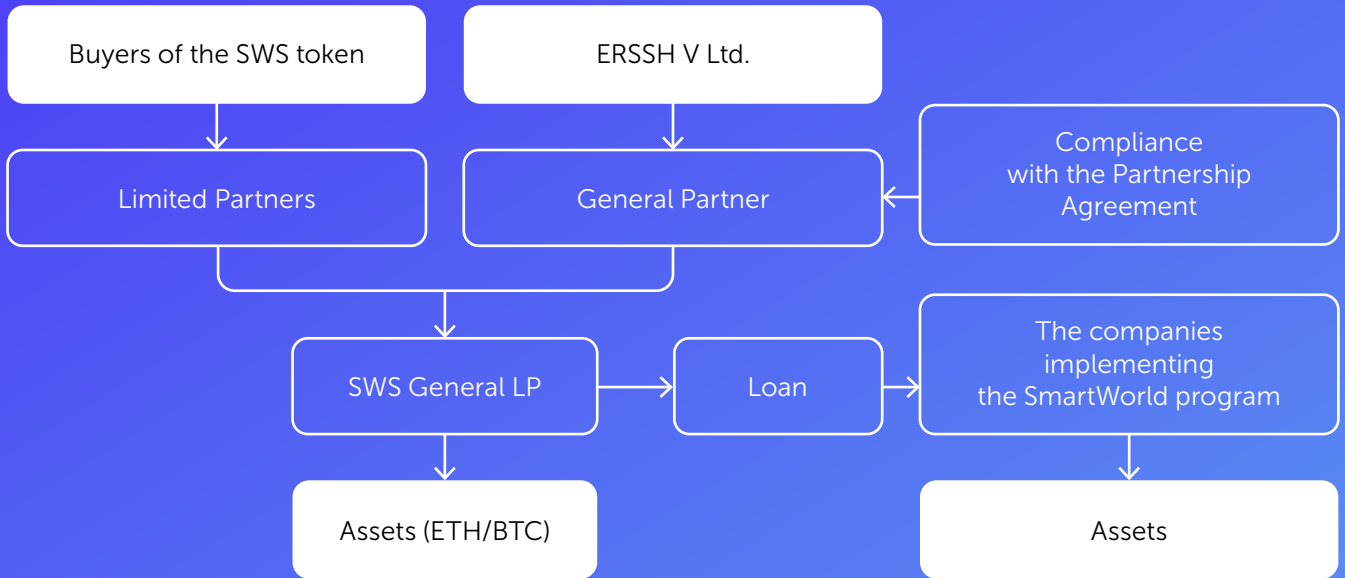 Buyers of the SWS token
ERSSH V Ltd.
Limited Partners
General Partner
Compliance
with the Partnership
Agreement
SWS General LP
Loan
The companies
implementing
the SmartWorld program
Assets (ETH/BTC)
Assets